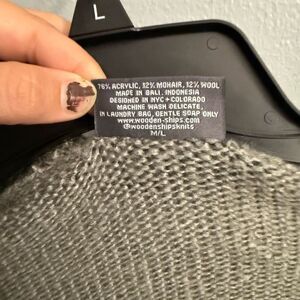 L
76% ACRYLIC, 12% MOHAIR, 12% WOOL
MADE IN BALI, INDONESIA
DESIGNED IN NYC + COLORADO
MACHINE WASH DELICATE,
IN LAUNDRY BAG, GENTLE SOAP ONLY
www.wooden-ships.com
@woodenshipsknits
M/L